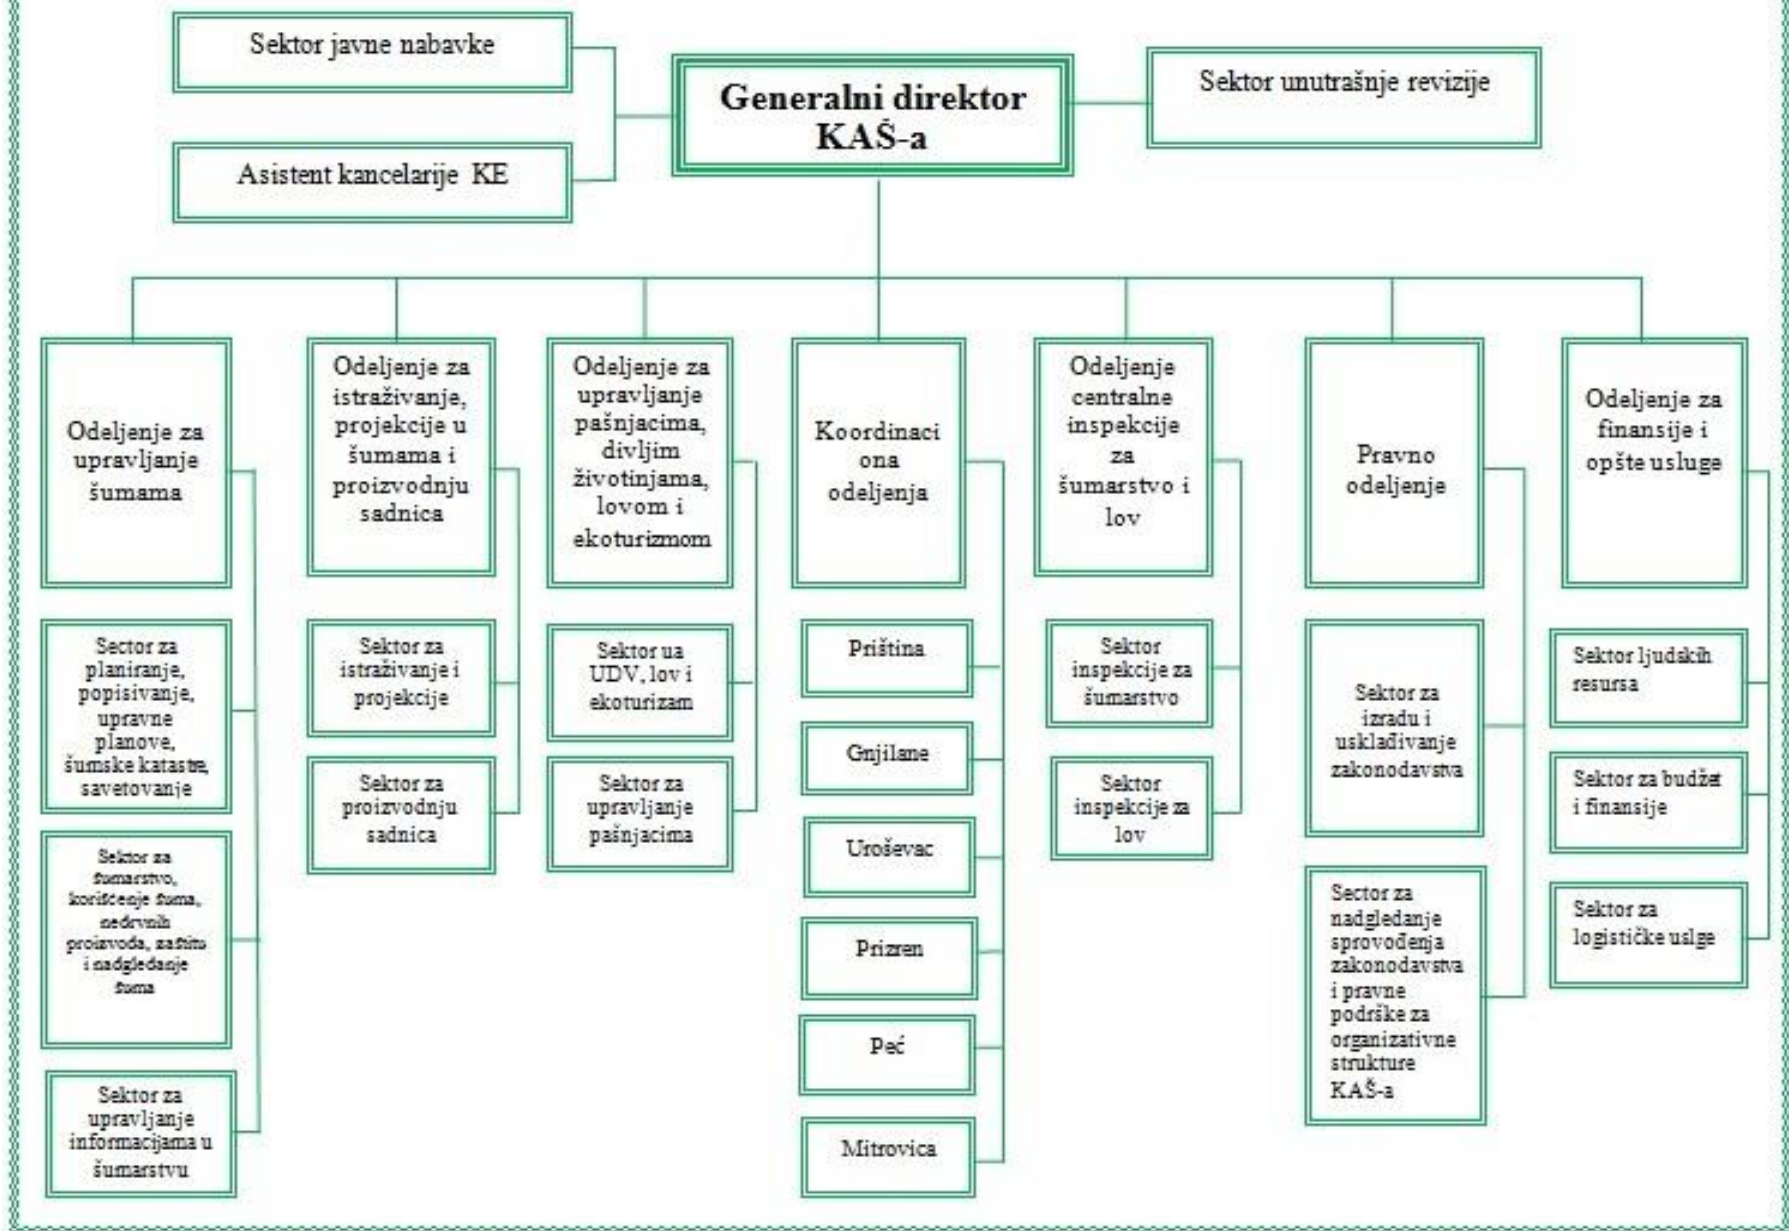 Sektor javne nabavke
Generalni direktor
KAŠ-a
Sektor unutrašnje revizije
Asistent kancelarije KE
Odeljenje za
upravljanje
šumama
Odeljenje za
istraživanje,
projekcije u
šumama i
proizvodnju
sadnica
Odeljenje za
upravljanje
pašnjacima,
divljim
životinjama,
lovom i
ekoturizmom
Koordinaci
ona
odeljenja
Odeljenje
centralne
inspekcije
za
šumarstvo i
lov
Pravno
odeljenje
Odeljenje za
finansije i
opšte usluge
Sector za
planiranje,
popisivanje,
upravne
planove,
šumske katastre,
savetovanje
Sektor za
šumarstvo,
korišćenje šuma,
nedrvnih
proizvoda, zaštitu
i nadgledanje
šuma
Sektor za
upravljanje
informacijama u
šumarstvu
Sektor za
istraživanje i
projekcije
Sektor za
proizvodnju
sadnica
Sektor ua
UDV, lov i
ekoturizam
Sektor za
upravljanje
pašnjacima
Priština
Gnjilane
Uroševac
Prizren
Peć
Mitrovica
Sektor
inspekcije za
šumarstvo
Sektor
inspekcije za
lov
Sektor za
izradu i
usklađivanje
zakonodavstva
Sector za
nadgledanje
sprovođenja
zakonodavstva
i pravne
podrške za
organizativne
strukture
KAŠ-a
Sektor ljudskih
resursa
Sektor za budžet
i finansije
Sektor za
logističke uslge